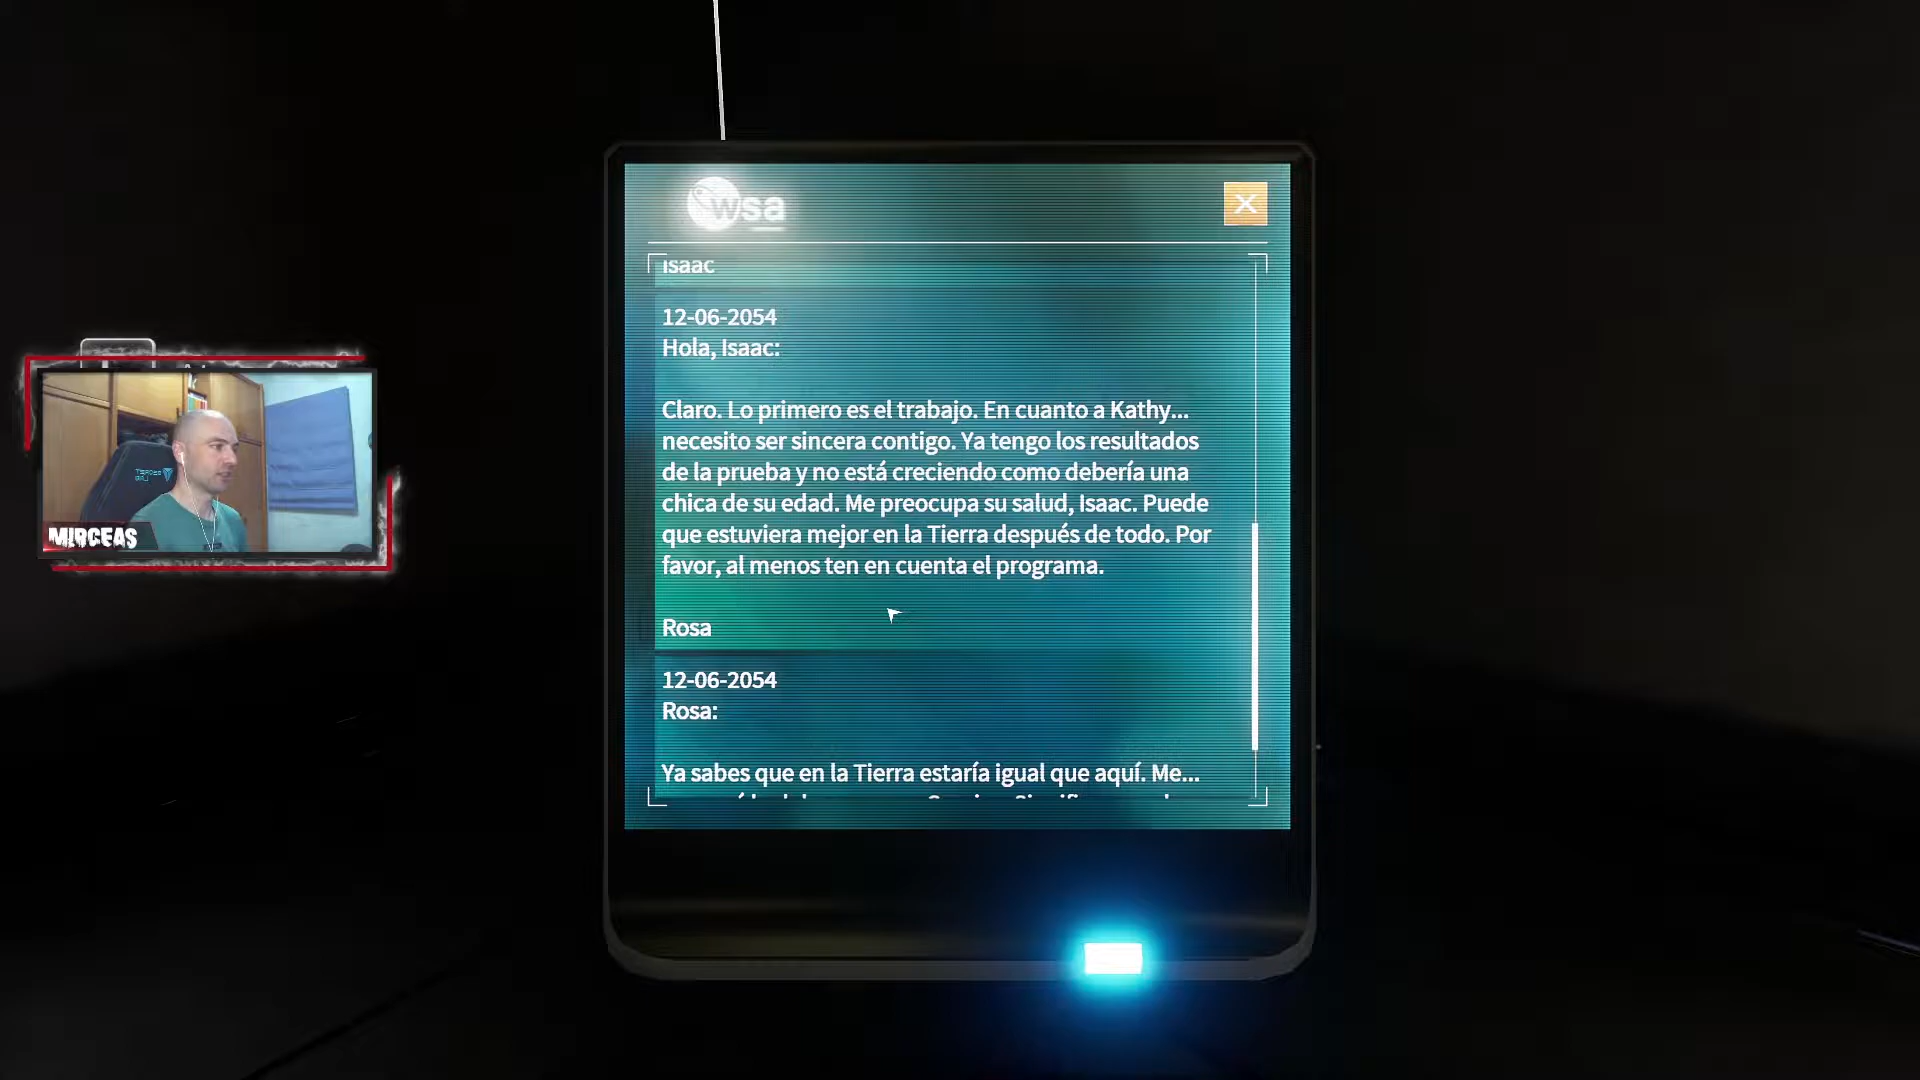 wsa
Isaac
12-06-2054
Hola, Isaac:
Claro. Lo primero es el trabajo. En cuanto a Kathy...
necesito ser sincera contigo. Ya tengo los resultados
de la prueba y no está creciendo como debería una
chica de su edad. Me preocupa su salud, Isaac. Puede
que estuviera mejor en la Tierra después de todo. Por
favor, al menos ten en cuenta el programa.
Rosa
12-06-2054
Rosa:
Ya sabes que en la Tierra estaría igual que aquí. Me...
MIRCEAS